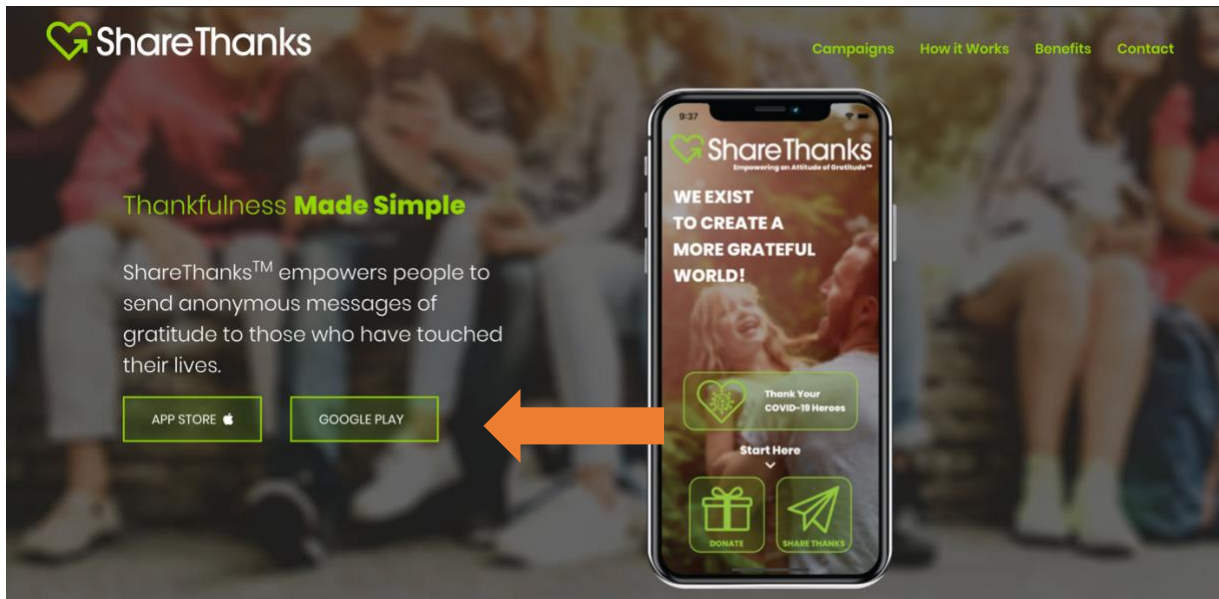 ShareThanks
Campaigns How it Works Benefits Contact
Thankfulness Made Simple
ShareThanks™ empowers people to
send anonymous messages of
gratitude to those who have touched
their lives.
APP STORE
GOOGLE PLAY
9:37
ShareThanks
Empowering an Attitude of Gratitude™
WE EXIST
TO CREATE A
MORE GRATEFUL
WORLD!
Thank Your
COVID-19 Heroes
Start Here
DONATE
SHARE THANKS